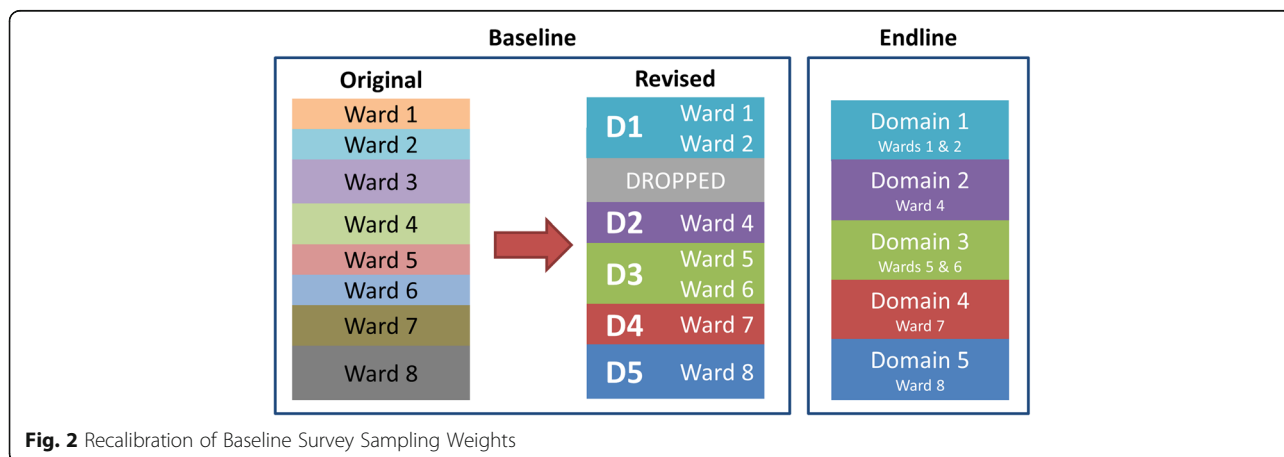 Baseline
Endline
Original
Revised
Ward 1
Ward 2
Ward 3
Ward 4
Ward 5
Ward 6
Ward 7
Ward 8
D1
Ward 1
Ward 2
DROPPED
D2 Ward 4
D3
Ward 5
Ward 6
D4 Ward 7
D5 Ward 8
Domain 1
Wards 1 & 2
Domain 2
Ward 4
Domain 3
Wards 5 & 6
Domain 4
Ward 7
Domain 5
Ward 8
Fig. 2 Recalibration of Baseline Survey Sampling Weights